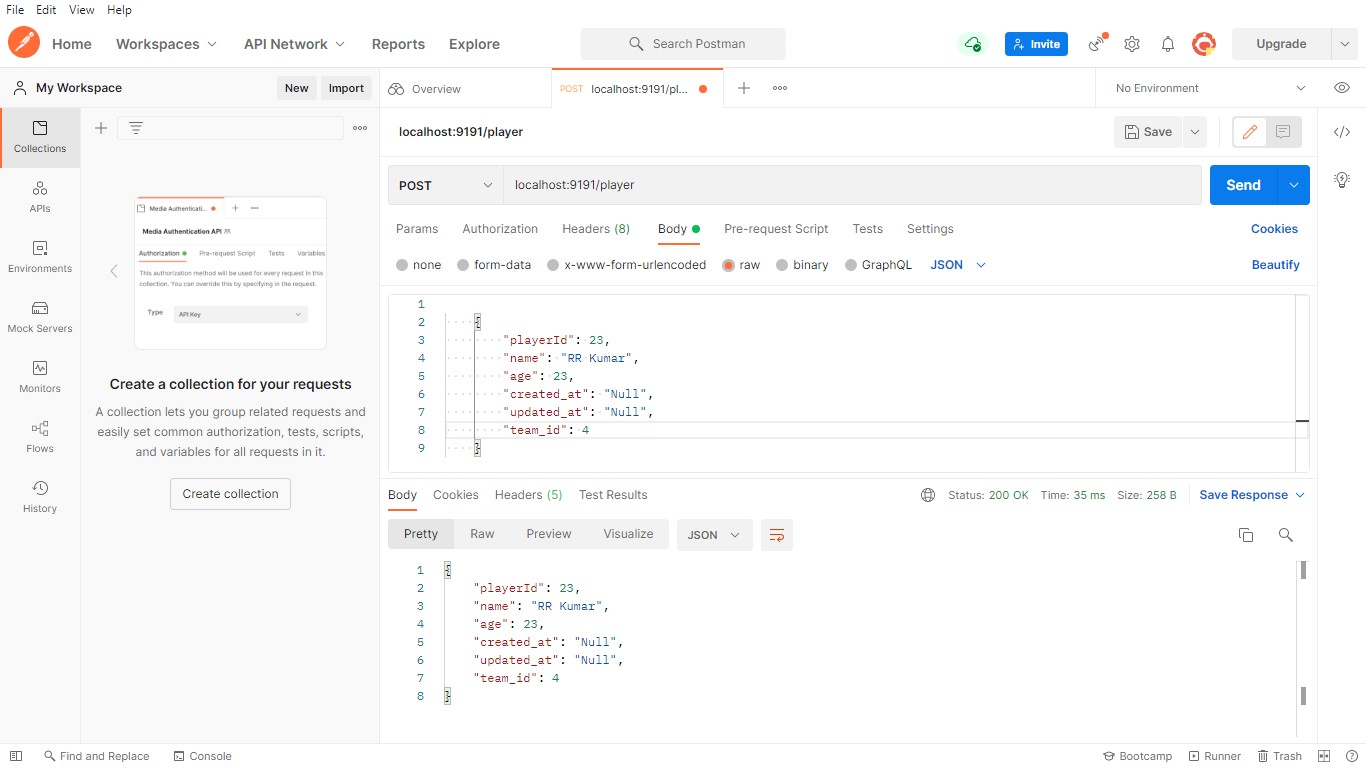 File Edit View Help
Home Workspaces API Network Reports Explore Search Postman Invite Upgrade
My Workspace New Import Overview POST localhost:9191/pl... No Environment
Collections
APIs
Environments
Mock Servers
Monitors
Flows
History
Media Authenticati...
Media Authentication API
Authorization Pre-request Script Tests Variables
This authorization method will be used for every request in this
collection. You can override this by specifying in the request.
Type API Key
Create a collection for your requests
A collection lets you group related requests and
easily set common authorization, tests, scripts,
and variables for all requests in it.
Create collection
localhost:9191/player Save
POST localhost:9191/player Send
Params Authorization Headers (8) Body Pre-request Script Tests Settings Cookies
none form-data x-www-form-urlencoded raw binary GraphQL JSON Beautify
1
2 {
3 "playerId": 23,
4 "name": "RR Kumar",
5 "age": 23,
6 "created_at": "Null",
7 "updated_at": "Null",
8 "team_id": 4
9 }
Body Cookies Headers (5) Test Results Status: 200 OK Time: 35 ms Size: 258 B Save Response
Pretty Raw Preview Visualize JSON
1 {
2 "playerId": 23,
3 "name": "RR Kumar",
4 "age": 23,
5 "created_at": "Null",
6 "updated_at": "Null",
7 "team_id": 4
8 }
Find and Replace Console Bootcamp Runner Trash